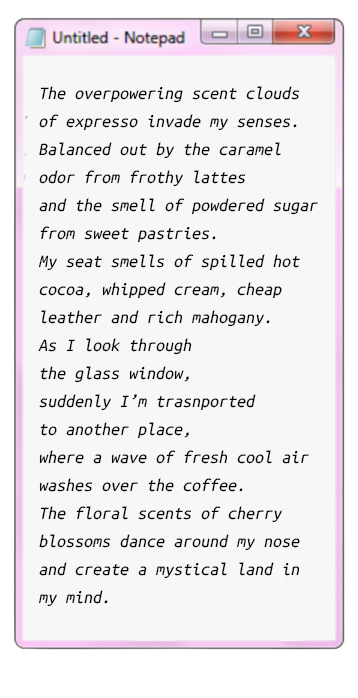 Untitled - Notepad
The overpowering scent clouds
of expresso invade my senses.
Balanced out by the caramel
odor from frothy lattes
and the smell of powdered sugar
from sweet pastries.
My seat smells of spilled hot
cocoa, whipped cream, cheap
leather and rich mahogany.
As I look through
the glass window,
suddenly I’m trasnported
to another place,
where a wave of fresh cool air
washes over the coffee.
The floral scents of cherry
blossoms dance around my nose
and create a mystical land in
my mind.